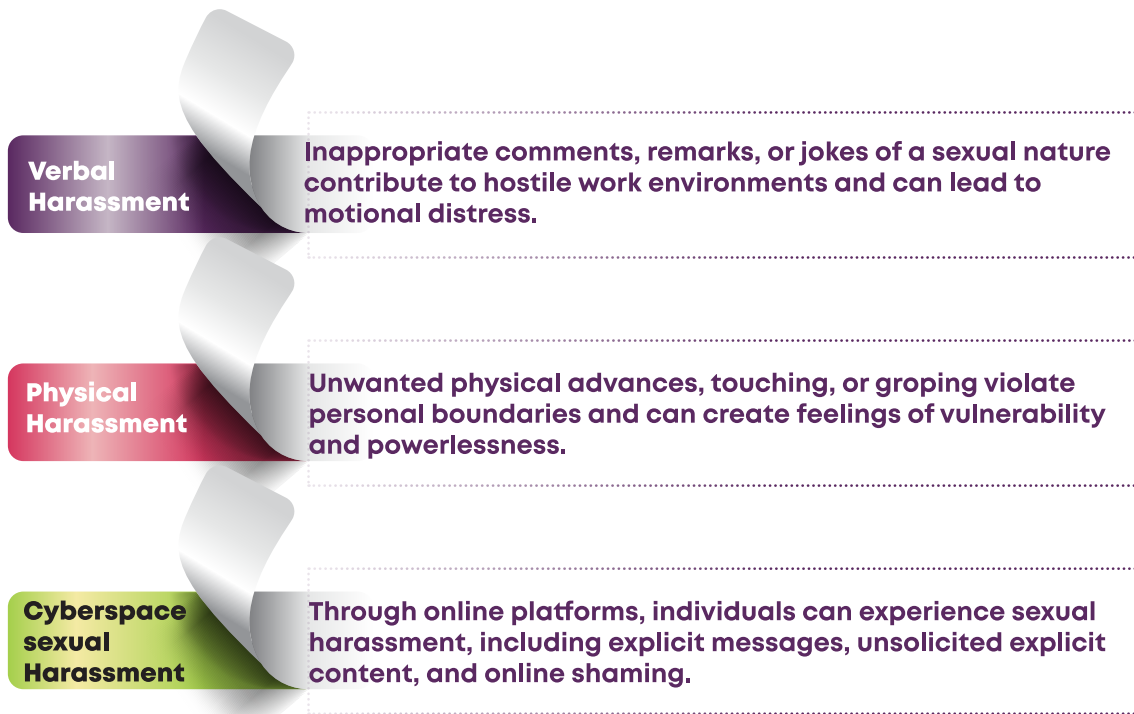 Verbal
Harassment
Inappropriate comments, remarks, or jokes of a sexual nature
contribute to hostile work environments and can lead to
motional distress.
Physical
Harassment
Unwanted physical advances, touching, or groping violate
personal boundaries and can create feelings of vulnerability
and powerlessness.
Cyberspace
sexual
Harassment
Through online platforms, individuals can experience sexual
harassment, including explicit messages, unsolicited explicit
content, and online shaming.